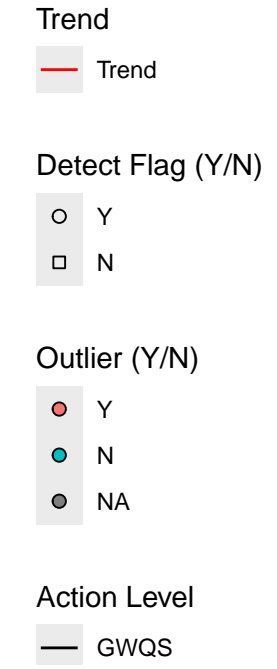 Trend
Trend
Detect Flag (Y/N)
Y
N
Outlier (Y/N)
Y
N
NA
Action Level
GWQS